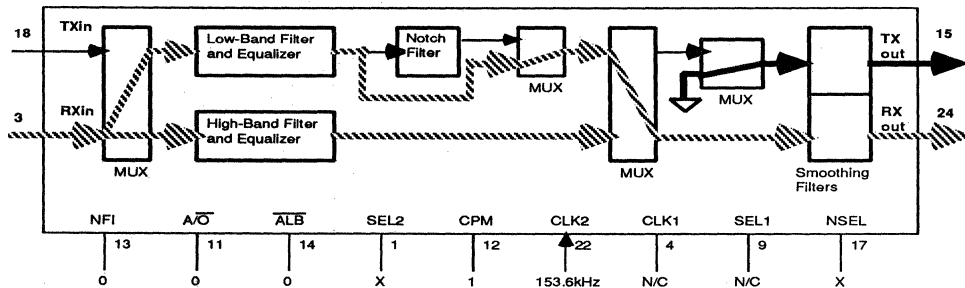 18 TXin Low-Band Filter Notch TX 15
and Equalizer Filter out
MUX MUX
3 RXin High-Band Filter RX 24
and Equalizer out
MUX MUX Smoothing
Filters
NFI A/O ALB SEL2 CPM CLK2 CLK1 SEL1 NSEL
13 11 14 1 12 22 4 9 17
0 0 0 X 1 153.6kHz N/C N/C X